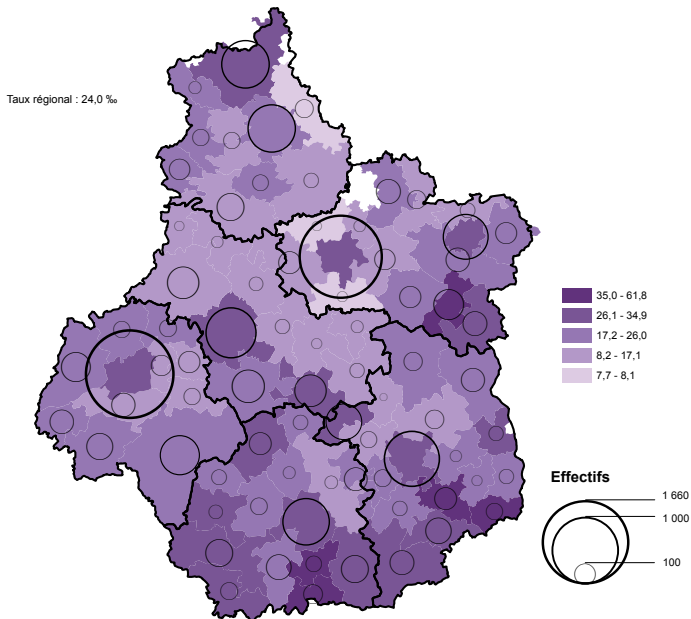 Taux régional : 24,0 ‰
35,0 - 61,8
26,1 - 34,9
17,2 - 26,0
8,2 - 17,1
7,7 - 8,1
Effectifs
1 660
1 000
100